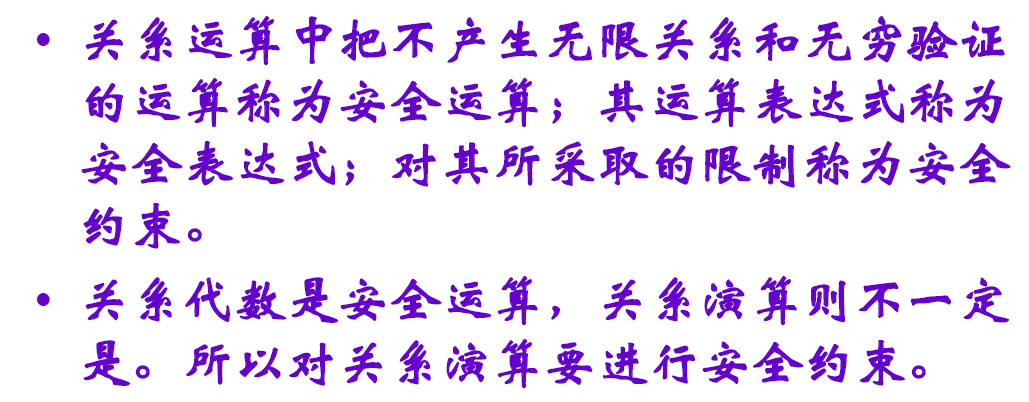 • 关系运算中把不产生无限关系和无穷验证
的运算称为安全运算；其运算表达式称为
安全表达式；对其所采取的限制称为安全
约束。
• 关系代数是安全运算，关系演算则不一定
是。所以对关系演算要进行安全约束。